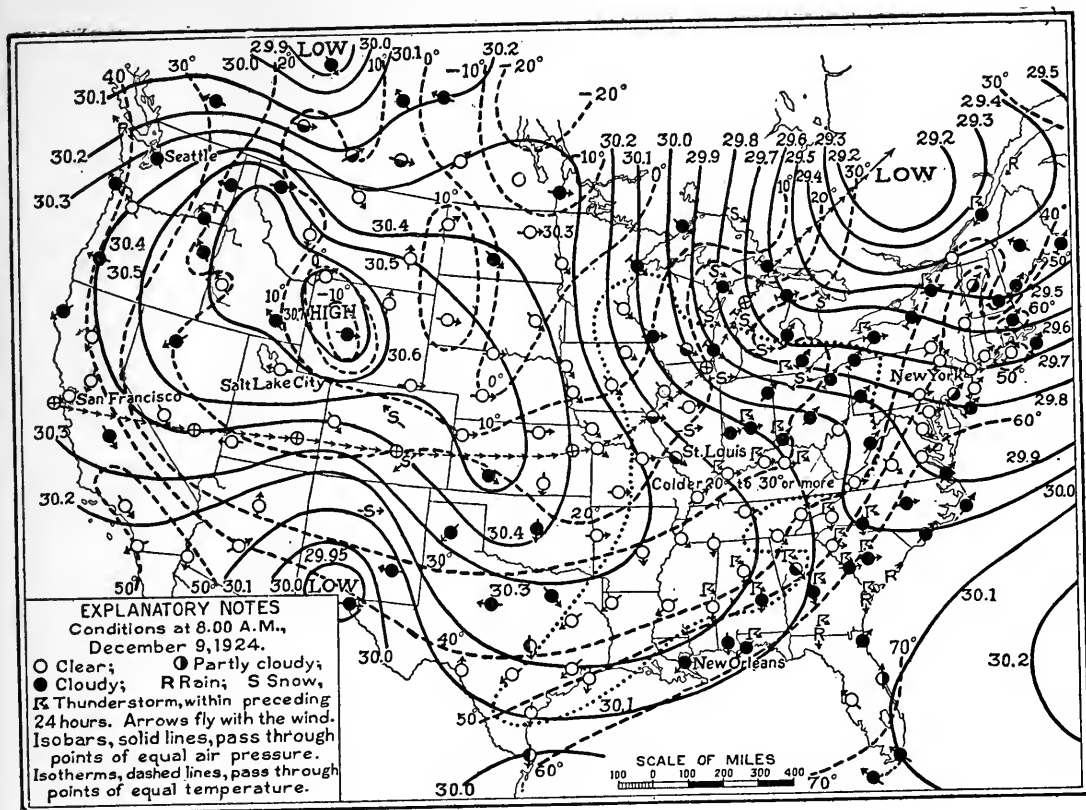 29.9 LOW 30.0
40° 30° 30.0 20° 10° 30.1 0° 30.2
-10° -20°
30.1
-20°
30.2
Seattle
30.3
-10° 30.2 30.1 30.0 29.9 29.8 29.7 29.6 29.5 29.4 29.3 29.2
30° LOW 29.2 29.3 29.4 29.5
30°
0° 10° 20°
R
40°
50°
S
30.4
30.5
10°
30.4
30.3
30.5
10° -10°
30.7 HIGH
30.6
0°
10°
Salt Lake City
San Francisco
30.3
30.2
S
S
S
29.5
60°
29.6
29.7
New York
50°
29.8
60°
29.9
30.0
St. Louis
Colder 20° to 30° or more
20°
30.4
30°
30.3
29.95
LOW
50° 50° 30.1 30.0
40°
30.0
50
30.1
New Orleans
R
R
70°
30.1
30.2
30.0
60°
70°
EXPLANATORY NOTES
Conditions at 8.00 A.M.,
December 9, 1924.
Clear; Partly cloudy;
Cloudy; R Rain; S Snow,
Thunderstorm, within preceding
24 hours. Arrows fly with the wind.
Isobars, solid lines, pass through
points of equal air pressure.
Isotherms, dashed lines, pass through
points of equal temperature.
SCALE OF MILES
100 0 100 200 300 400